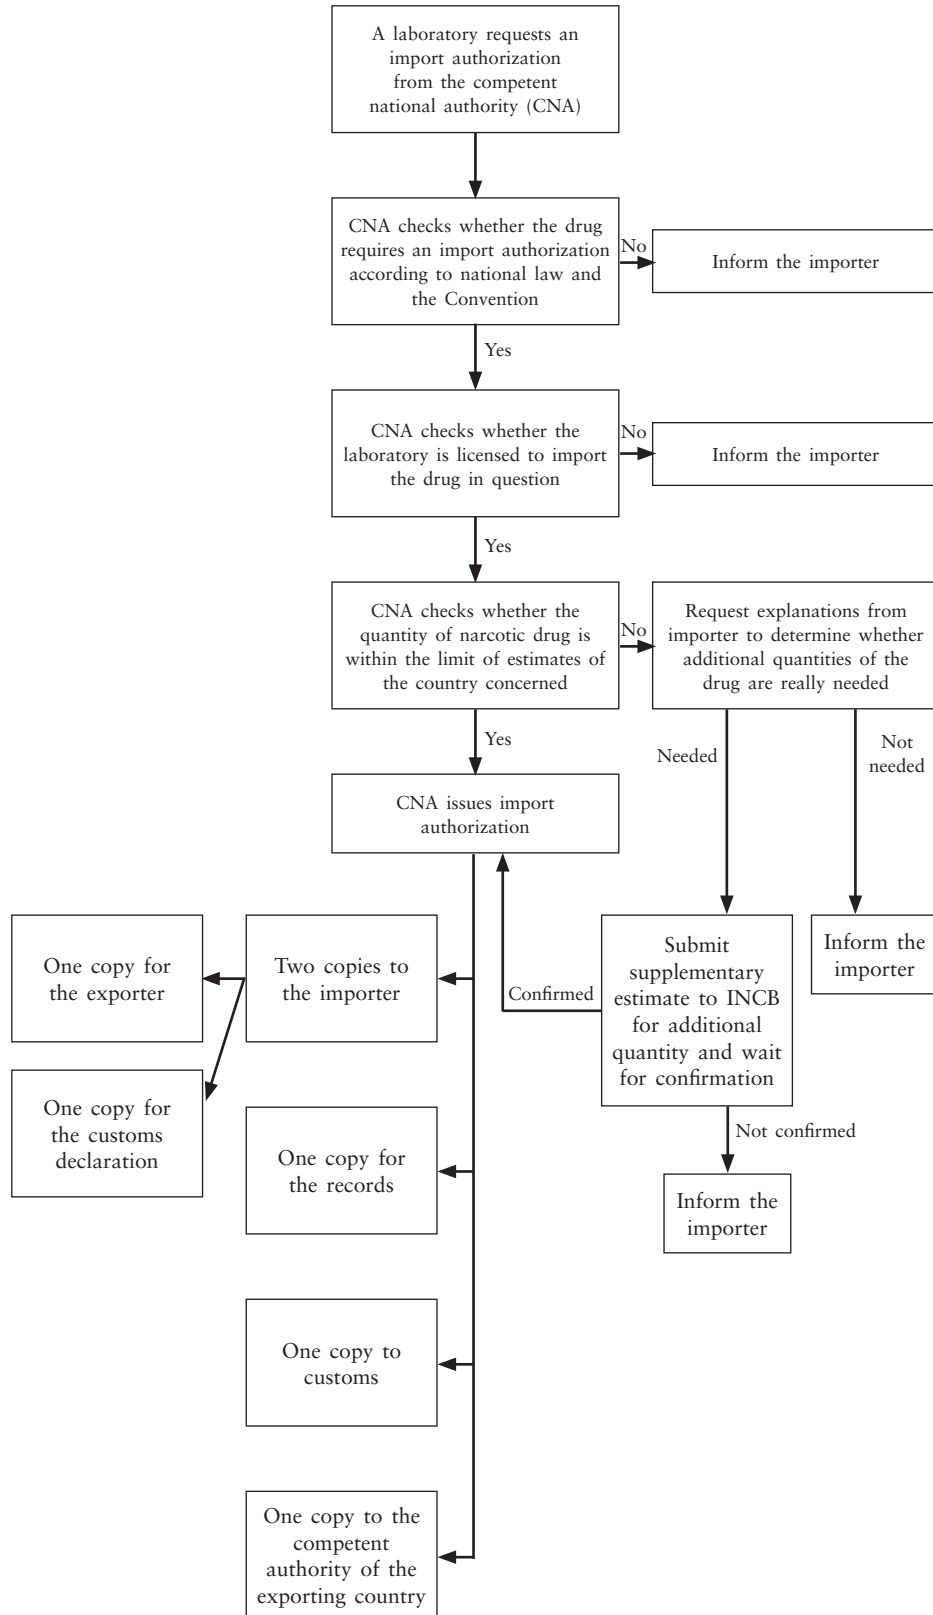 A laboratory requests an
import authorization
from the competent
national authority (CNA)
CNA checks whether the drug
requires an import authorization
according to national law and
the Convention
No
Inform the importer
Yes
CNA checks whether the
laboratory is licensed to import
the drug in question
No
Inform the importer
Yes
CNA checks whether the
quantity of narcotic drug is
within the limit of estimates of
the country concerned
No
Request explanations from
importer to determine whether
additional quantities of the
drug are really needed
Yes
Needed
Not
needed
CNA issues import
authorization
One copy for
the exporter
Two copies to
the importer
Confirmed
Submit
supplementary
estimate to INCB
for additional
quantity and wait
for confirmation
Inform the
importer
One copy for
the customs
declaration
One copy for
the records
Not confirmed
Inform the
importer
One copy to
customs
One copy to the
competent
authority of the
exporting country